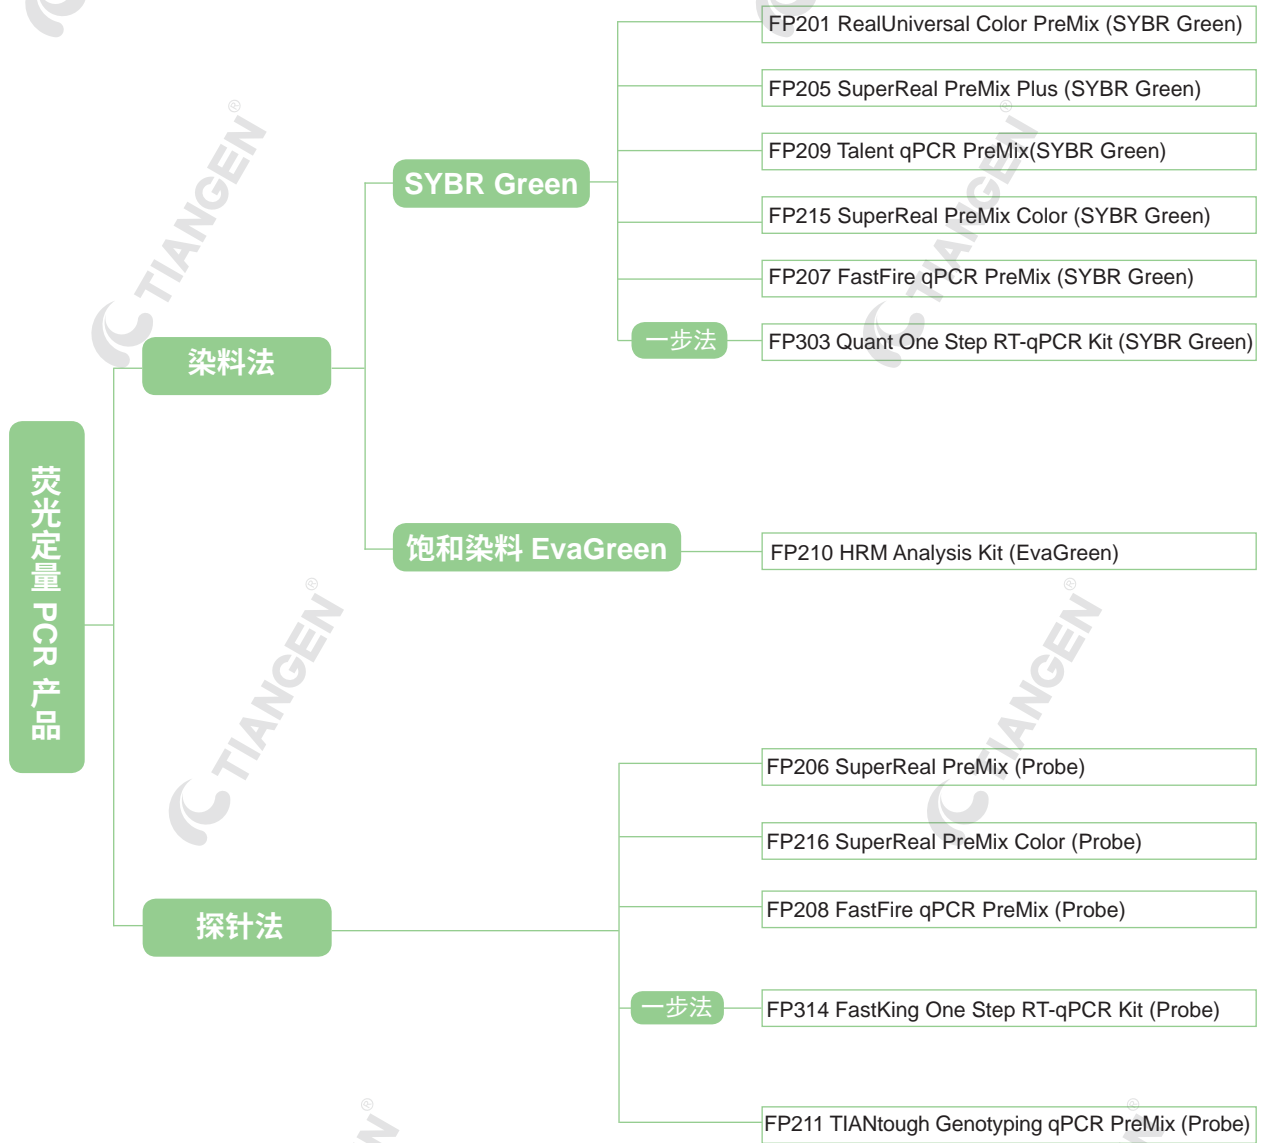 荧光定量 PCR 产品
染料法
SYBR Green
FP201 RealUniversal Color PreMix (SYBR Green)
FP205 SuperReal PreMix Plus (SYBR Green)
FP209 Talent qPCR PreMix(SYBR Green)
FP215 SuperReal PreMix Color (SYBR Green)
FP207 FastFire qPCR PreMix (SYBR Green)
一步法
FP303 Quant One Step RT-qPCR Kit (SYBR Green)
饱和染料 EvaGreen
FP210 HRM Analysis Kit (EvaGreen)
探针法
FP206 SuperReal PreMix (Probe)
FP216 SuperReal PreMix Color (Probe)
FP208 FastFire qPCR PreMix (Probe)
一步法
FP314 FastKing One Step RT-qPCR Kit (Probe)
FP211 TIANtough Genotyping qPCR PreMix (Probe)
TIANGEN®
TIANGEN®
TIANGEN®
TIANGEN®